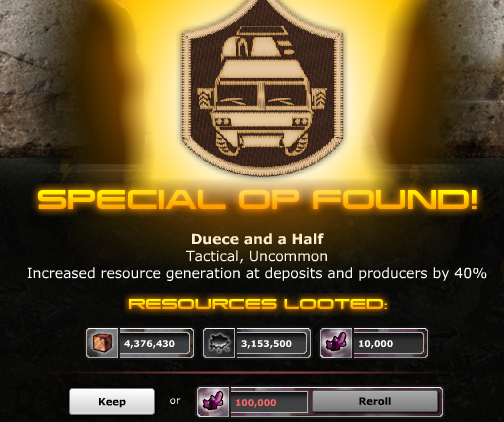 SPECIAL OP FOUND!
Duece and a Half
Tactical, Uncommon
Increased resource generation at deposits and producers by 40%
RESOURCES LOOTED:
4,376,430 3,153,500 10,000
Keep or 100,000 Reroll